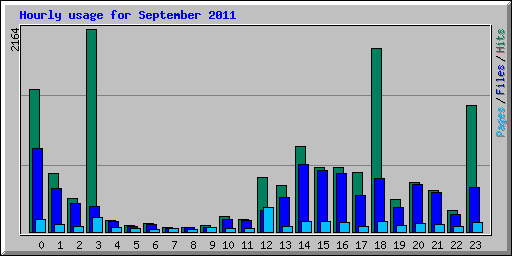 Hourly usage for September 2011
2164
Pages / Files / Hits
0 1 2 3 4 5 6 7 8 9 10 11 12 13 14 15 16 17 18 19 20 21 22 23